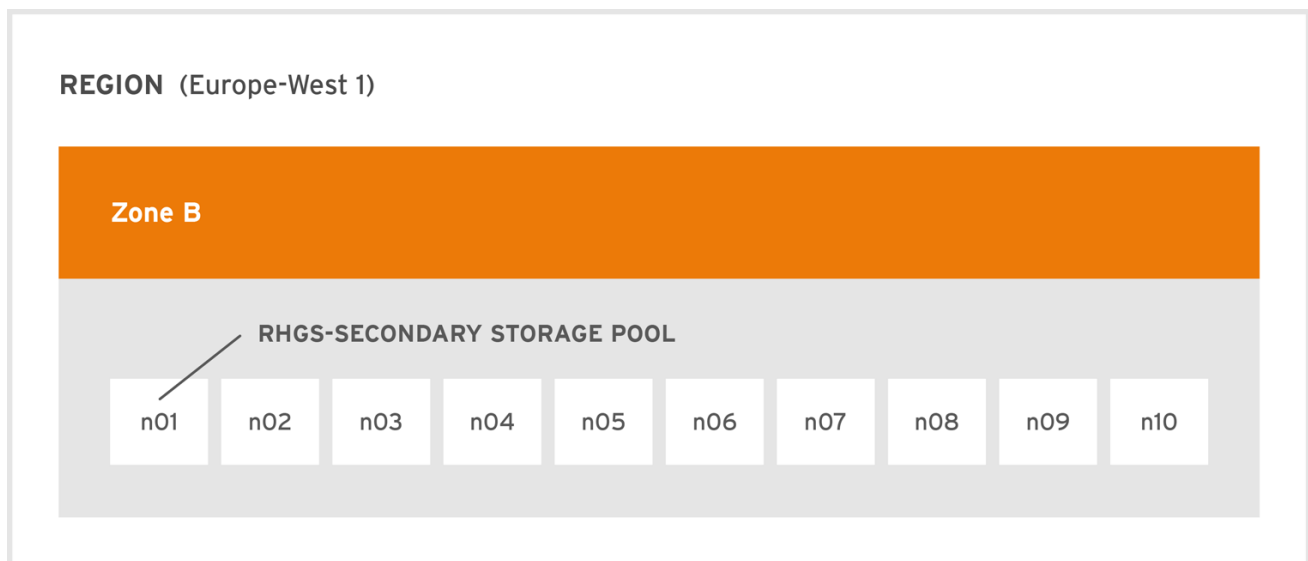 REGION (Europe-West 1)
Zone B
RHGS-SECONDARY STORAGE POOL
n01 n02 n03 n04 n05 n06 n07 n08 n09 n10